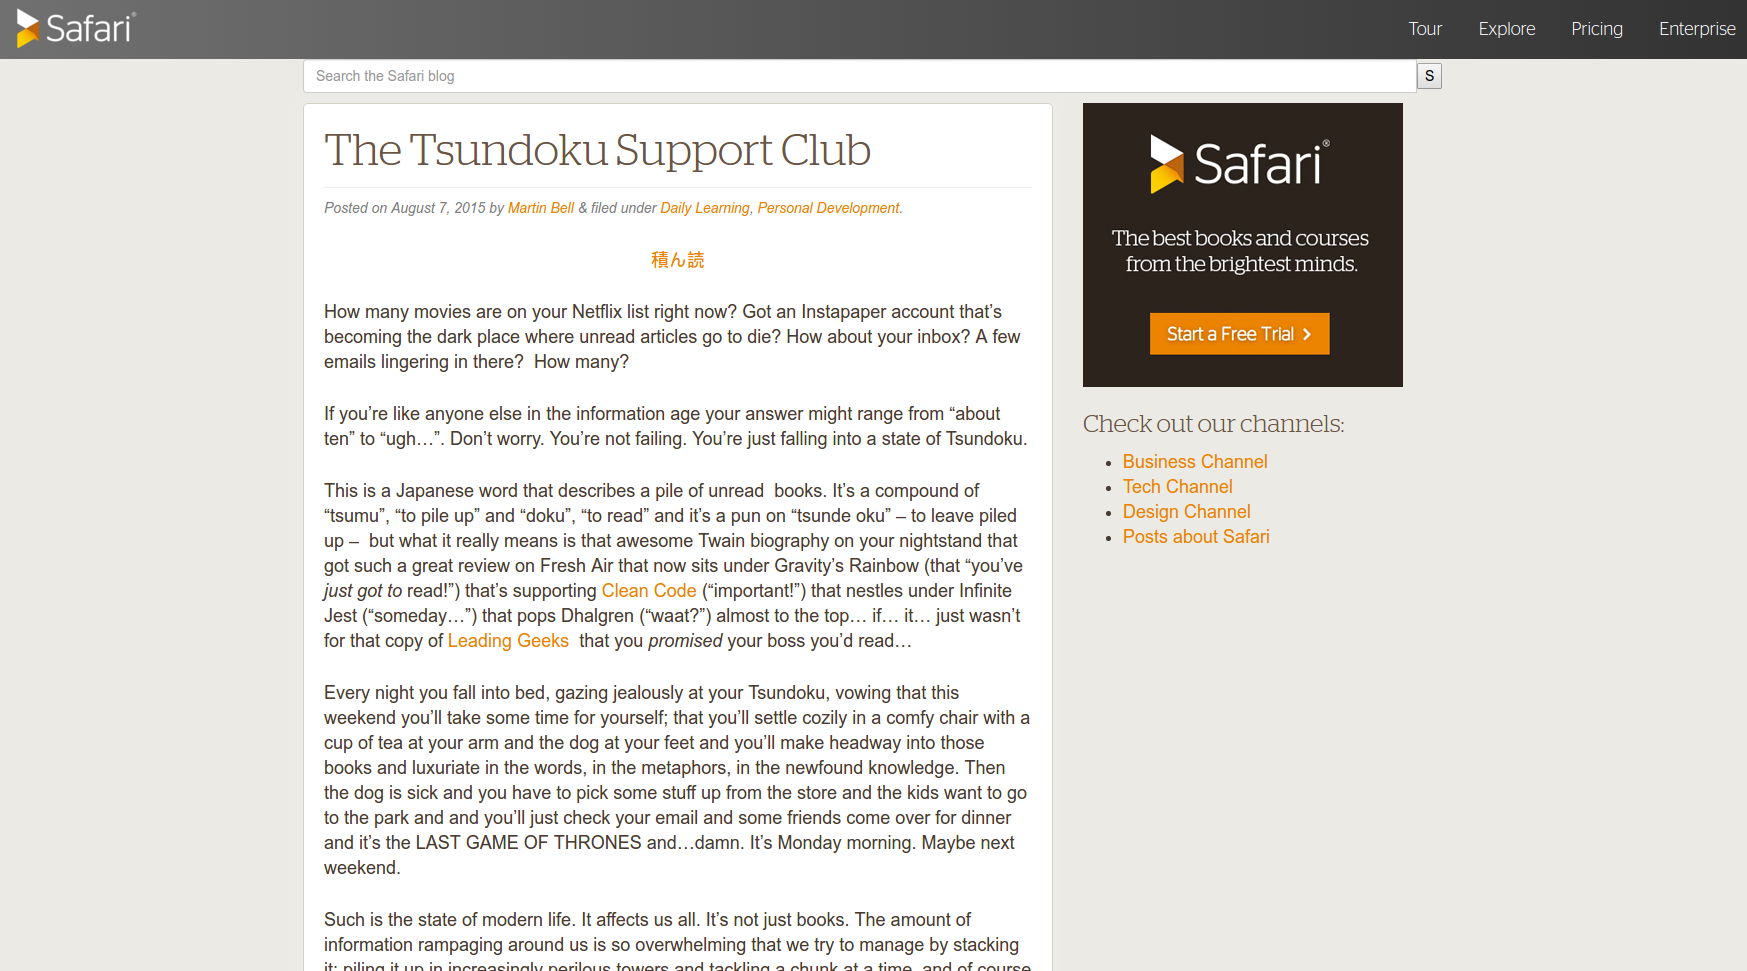 Safari®
Tour Explore Pricing Enterprise
Search the Safari blog
S
The Tsundoku Support Club
Posted on August 7, 2015 by Martin Bell & filed under Daily Learning, Personal Development.
積ん読
How many movies are on your Netflix list right now? Got an Instapaper account that’s
becoming the dark place where unread articles go to die? How about your inbox? A few
emails lingering in there?  How many?
If you’re like anyone else in the information age your answer might range from “about
ten” to “ugh…”. Don’t worry. You’re not failing. You’re just falling into a state of Tsundoku.
This is a Japanese word that describes a pile of unread  books. It’s a compound of
“tsumu”, “to pile up” and “doku”, “to read” and it’s a pun on “tsunde oku” – to leave piled
up –  but what it really means is that awesome Twain biography on your nightstand that
got such a great review on Fresh Air that now sits under Gravity’s Rainbow (that “you’ve
just got to read!”) that’s supporting Clean Code (“important!”) that nestles under Infinite
Jest (“someday…”) that pops Dhalgren (“waat?”) almost to the top… if… it… just wasn’t
for that copy of Leading Geeks  that you promised your boss you’d read…
Every night you fall into bed, gazing jealously at your Tsundoku, vowing that this
weekend you’ll take some time for yourself; that you’ll settle cozily in a comfy chair with a
cup of tea at your arm and the dog at your feet and you’ll make headway into those
books and luxuriate in the words, in the metaphors, in the newfound knowledge. Then
the dog is sick and you have to pick some stuff up from the store and the kids want to go
to the park and and you’ll just check your email and some friends come over for dinner
and it’s the LAST GAME OF THRONES and…damn. It’s Monday morning. Maybe next
weekend.
Such is the state of modern life. It affects us all. It’s not just books. The amount of
information rampaging around us is so overwhelming that we try to manage by stacking
it; piling it up in increasingly perilous towers and tackling a chunk at a time, and of course
Safari®
The best books and courses
from the brightest minds.
Start a Free Trial >
Check out our channels:
Business Channel
Tech Channel
Design Channel
Posts about Safari